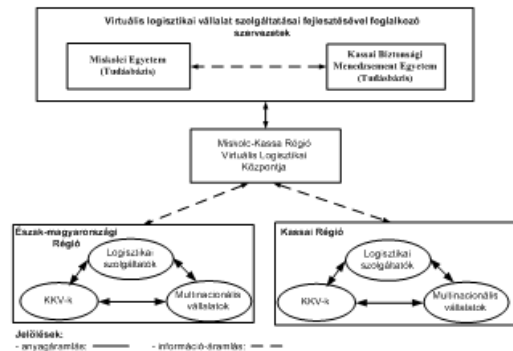 Virtuális logisztikai vállalat szolgáltatásai fejlesztésével foglalkozó
szervezetek
Miskolci Egyetem
(Tudásbázis)
Kassai Biztonsági
Menedzsment Egyetem
(Tudásbázis)
Miskolc-Kassa Régió
Virtuális Logisztikai
Központja
Észak-magyarországi
Régió
Logisztikai
szolgáltatók
KKV-k
Multinacionális
vállalatok
Kassai Régió
Logisztikai
szolgáltatók
KKV-k
Multinacionális
vállalatok
Jelölések:
- anyagáramlás:
- információ-áramlás: